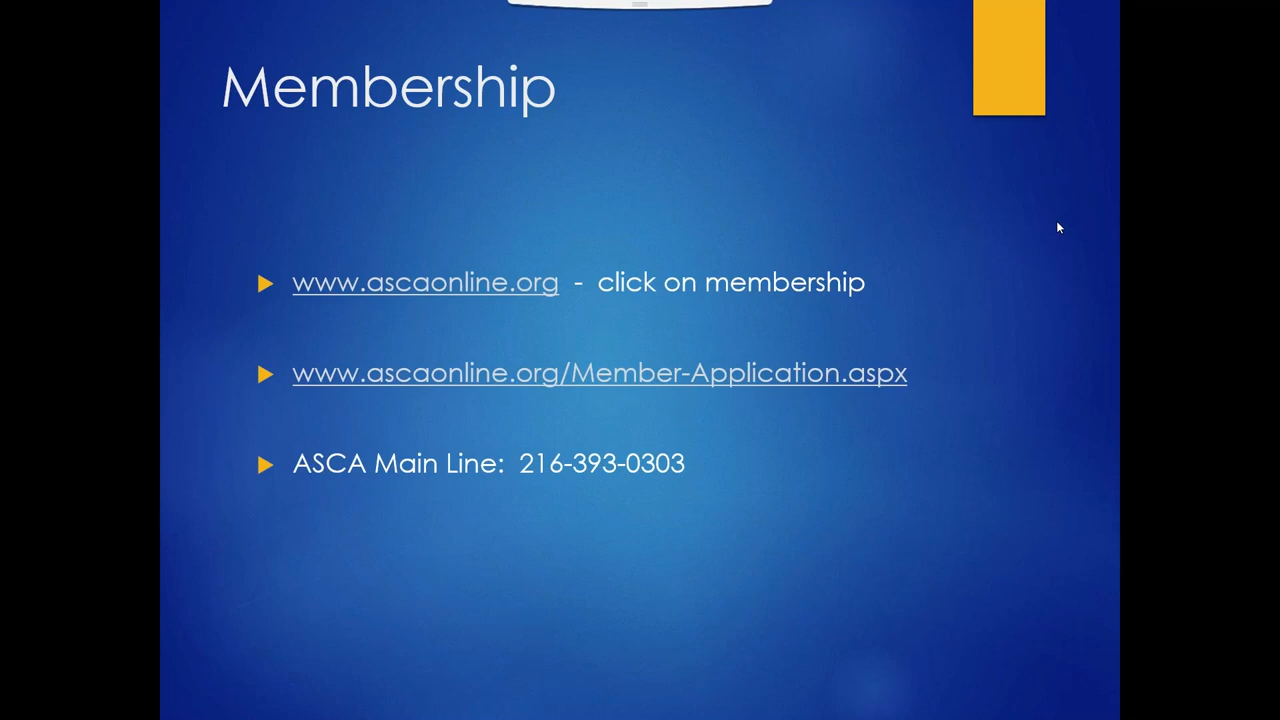 Membership
www.ascaonline.org - click on membership
www.ascaonline.org/Member-Application.aspx
ASCA Main Line: 216-393-0303